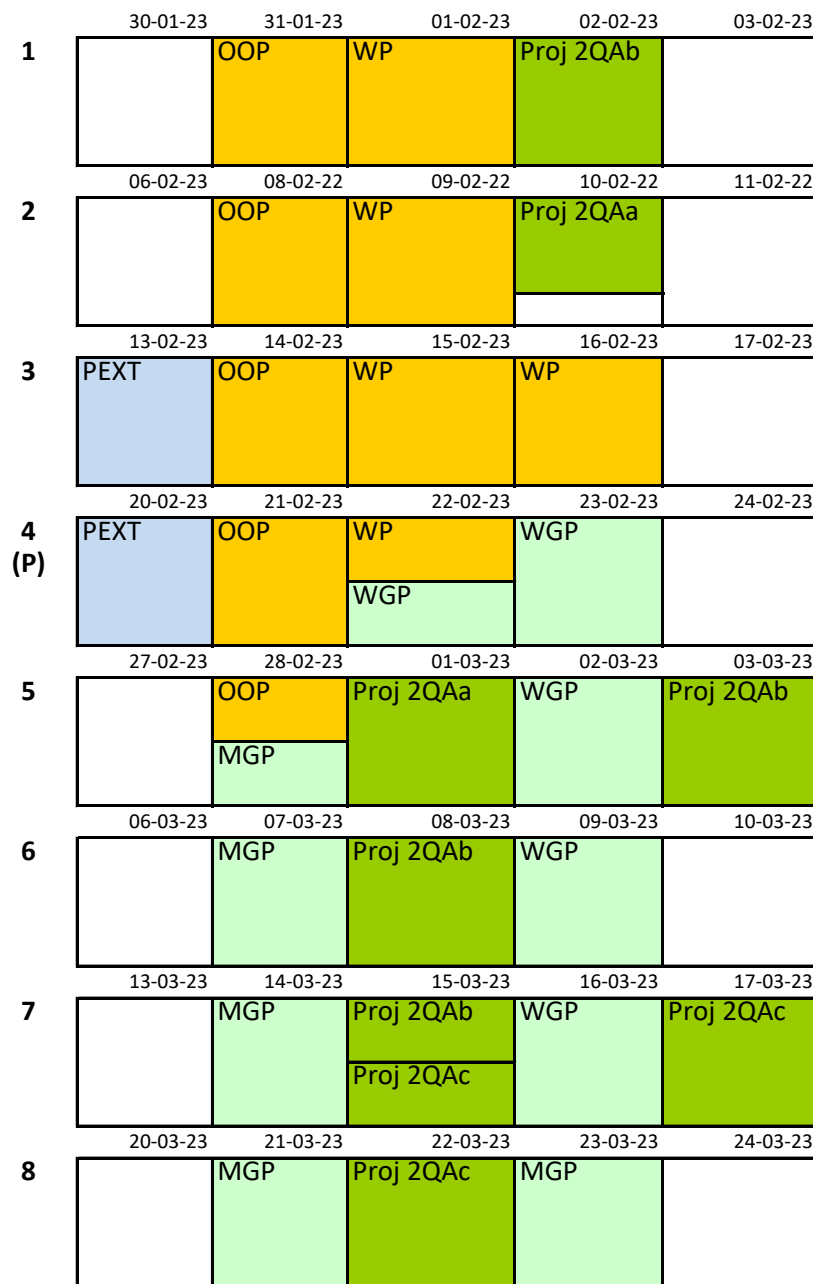 30-01-23 31-01-23 01-02-23 02-02-23 03-02-23
1 OOP WP Proj 2QAb
06-02-23 08-02-22 09-02-22 10-02-22 11-02-22
2 OOP WP Proj 2QAa
13-02-23 14-02-23 15-02-23 16-02-23 17-02-23
3 PEXT OOP WP WP
20-02-23 21-02-23 22-02-23 23-02-23 24-02-23
4 PEXT OOP WP WGP
(P)
WGP
27-02-23 28-02-23 01-03-23 02-03-23 03-03-23
5 OOP Proj 2QAa WGP Proj 2QAb
MGP
06-03-23 07-03-23 08-03-23 09-03-23 10-03-23
6 MGP Proj 2QAb WGP
13-03-23 14-03-23 15-03-23 16-03-23 17-03-23
7 MGP Proj 2QAb WGP Proj 2QAc
Proj 2QAc
20-03-23 21-03-23 22-03-23 23-03-23 24-03-23
8 MGP Proj 2QAc MGP